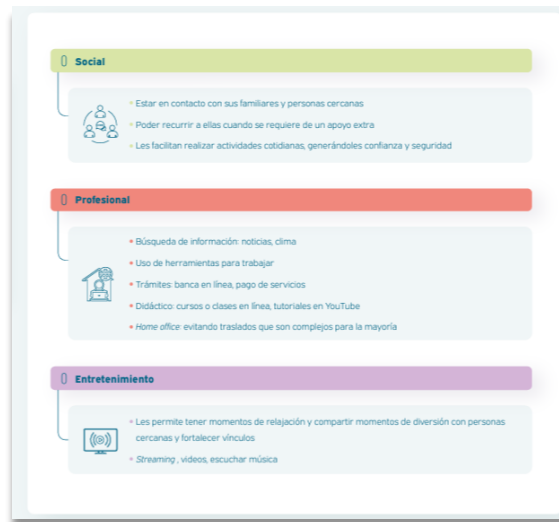 Social
Estar en contacto con sus familiares y personas cercanas
Poder recurrir a ellas cuando se requiere de un apoyo extra
Les facilitan realizar actividades cotidianas, generándoles confianza y seguridad
Profesional
Búsqueda de información: noticias, clima
Uso de herramientas para trabajar
Trámites: banca en línea, pago de servicios
Didáctico: cursos o clases en línea, tutoriales en YouTube
Home office: evitando traslados que son complejos para la mayoría
Entretenimiento
Les permite tener momentos de relajación y compartir momentos de diversión con personas
cercanas y fortalecer vínculos
Streaming , videos, escuchar música